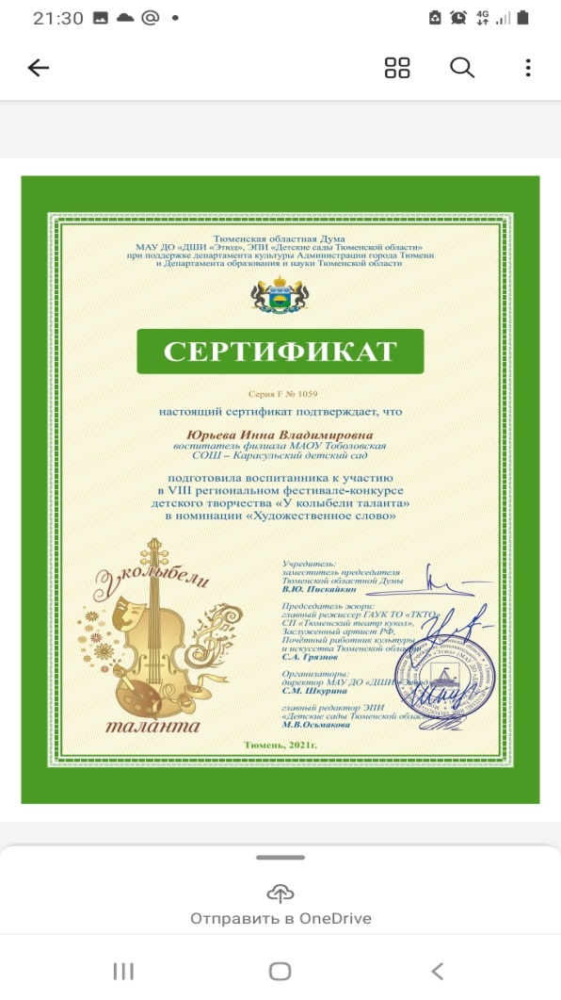 21:30
4G
Тюменская областная Дума
МАУ ДО «ДШИ «Этюд», ЭПИ «Детские сады Тюменской области»
при поддержке департамента культуры Администрации города Тюмени
и Департамента образования и науки Тюменской области
СЕРТИФИКАТ
Серия F № 1059
настоящий сертификат подтверждает, что
Юрьева Инна Владимировна
воспитатель филиала МАОУ Тоболовская
СОШ – Карасульский детский сад
подготовила воспитанника к участию
в VIII региональном фестивале-конкурсе
детского творчества «У колыбели таланта»
в номинации «Художественное слово»
У колыбели
таланта
Учредитель:
заместитель председателя
Тюменской областной Думы
В.Ю. Пискайкин
Председатель жюри:
главный режиссер ГАУК ТО «ТКТО»
СП «Тюменский театр кукол»,
Заслуженный артист РФ,
Почётный работник культуры
и искусства Тюменской области
С.А. Грязнов
Организаторы:
директор МАУ ДО «ДШИ «Этюд»
С.М. Шкурина
главный редактор ЭПИ
«Детские сады Тюменской области»
М.В.Осьмакова
Тюмень, 2021г.
Отправить в OneDrive